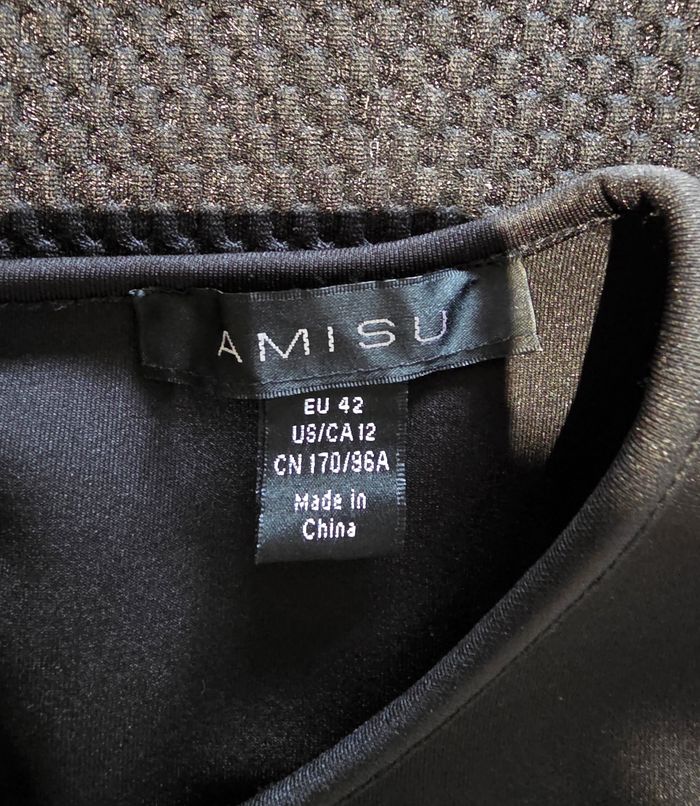 AMISU
EU 42
US/CA 12
CN 170/96A
Made in
China